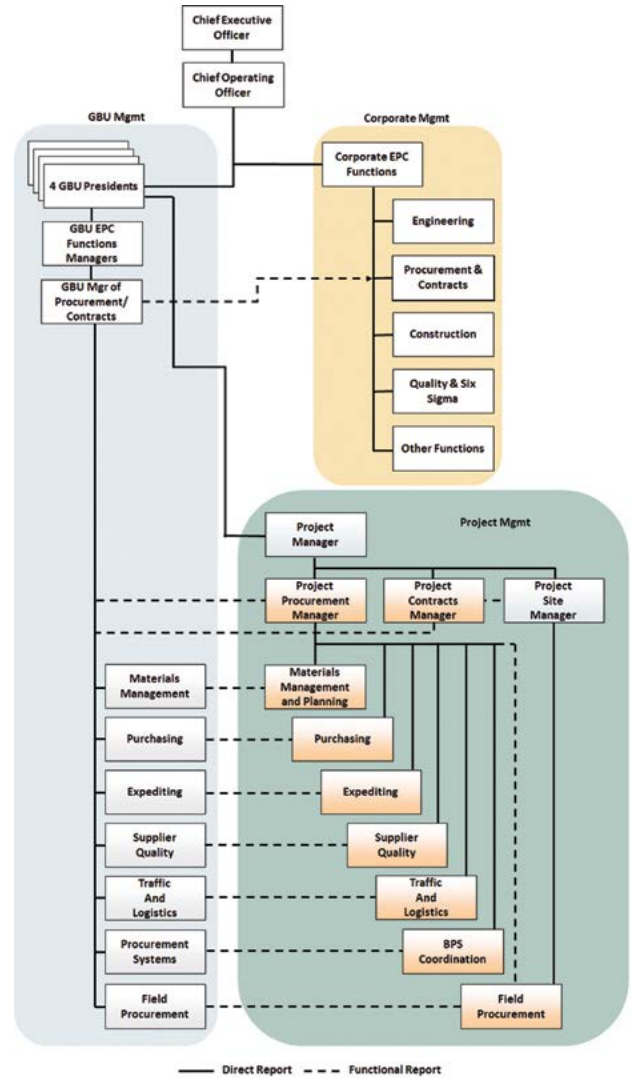 Chief Executive
Officer
Chief Operating
Officer
GBU Mgmt
Corporate Mgmt
4 GBU Presidents
Corporate EPC
Functions
GBU EPC
Functions
Managers
Engineering
GBU Mgr of
Procurement/
Contracts
Procurement &
Contracts
Construction
Quality & Six
Sigma
Other Functions
Project Mgmt
Project
Manager
Project
Procurement
Manager
Project
Contracts
Manager
Project
Site
Manager
Materials
Management
Materials
Management
and Planning
Purchasing
Purchasing
Expediting
Expediting
Supplier
Quality
Supplier
Quality
Traffic
And
Logistics
Traffic
And
Logistics
Procurement
Systems
BPS
Coordination
Field
Procurement
Field
Procurement
Direct Report
Functional Report